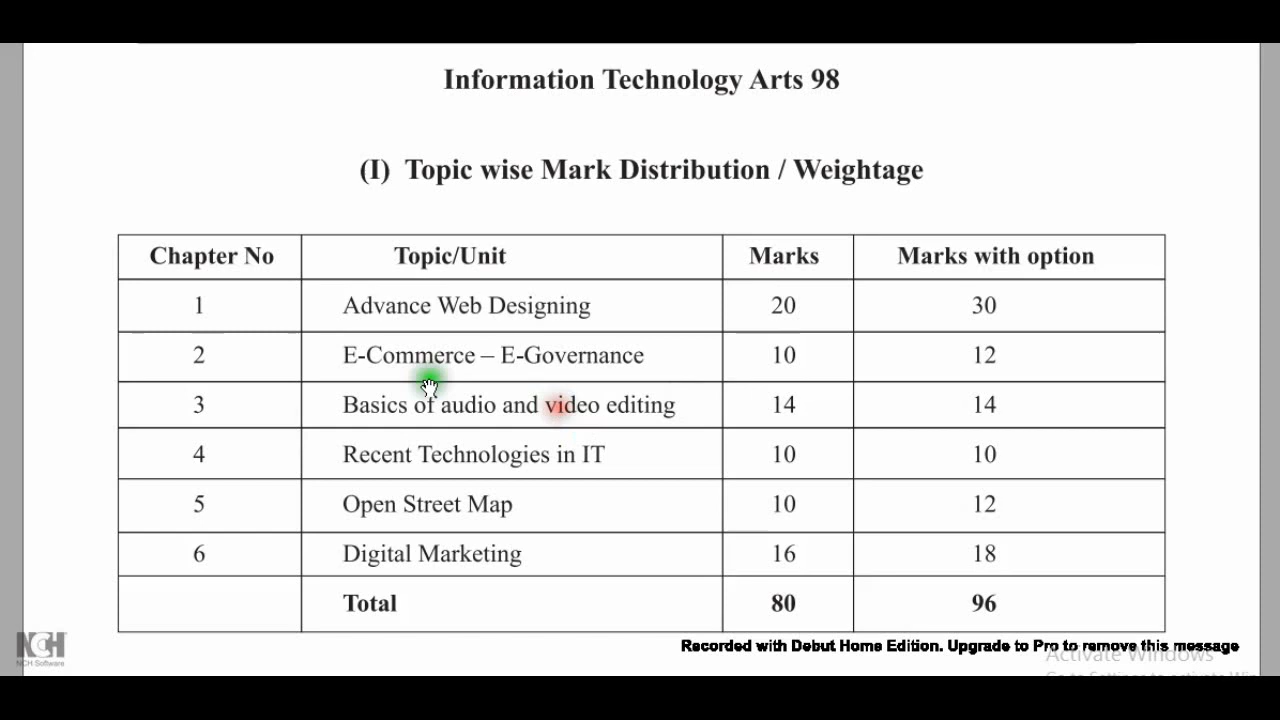 Information Technology Arts 98
(I) Topic wise Mark Distribution / Weightage
Chapter No Topic/Unit Marks Marks with option
1 Advance Web Designing 20 30
2 E-Commerce – E-Governance 10 12
3 Basics of audio and video editing 14 14
4 Recent Technologies in IT 10 10
5 Open Street Map 10 12
6 Digital Marketing 16 18
Total 80 96
NCH
NCH Software
Recorded with Debut Home Edition. Upgrade to Pro to remove this message
Activate Windows